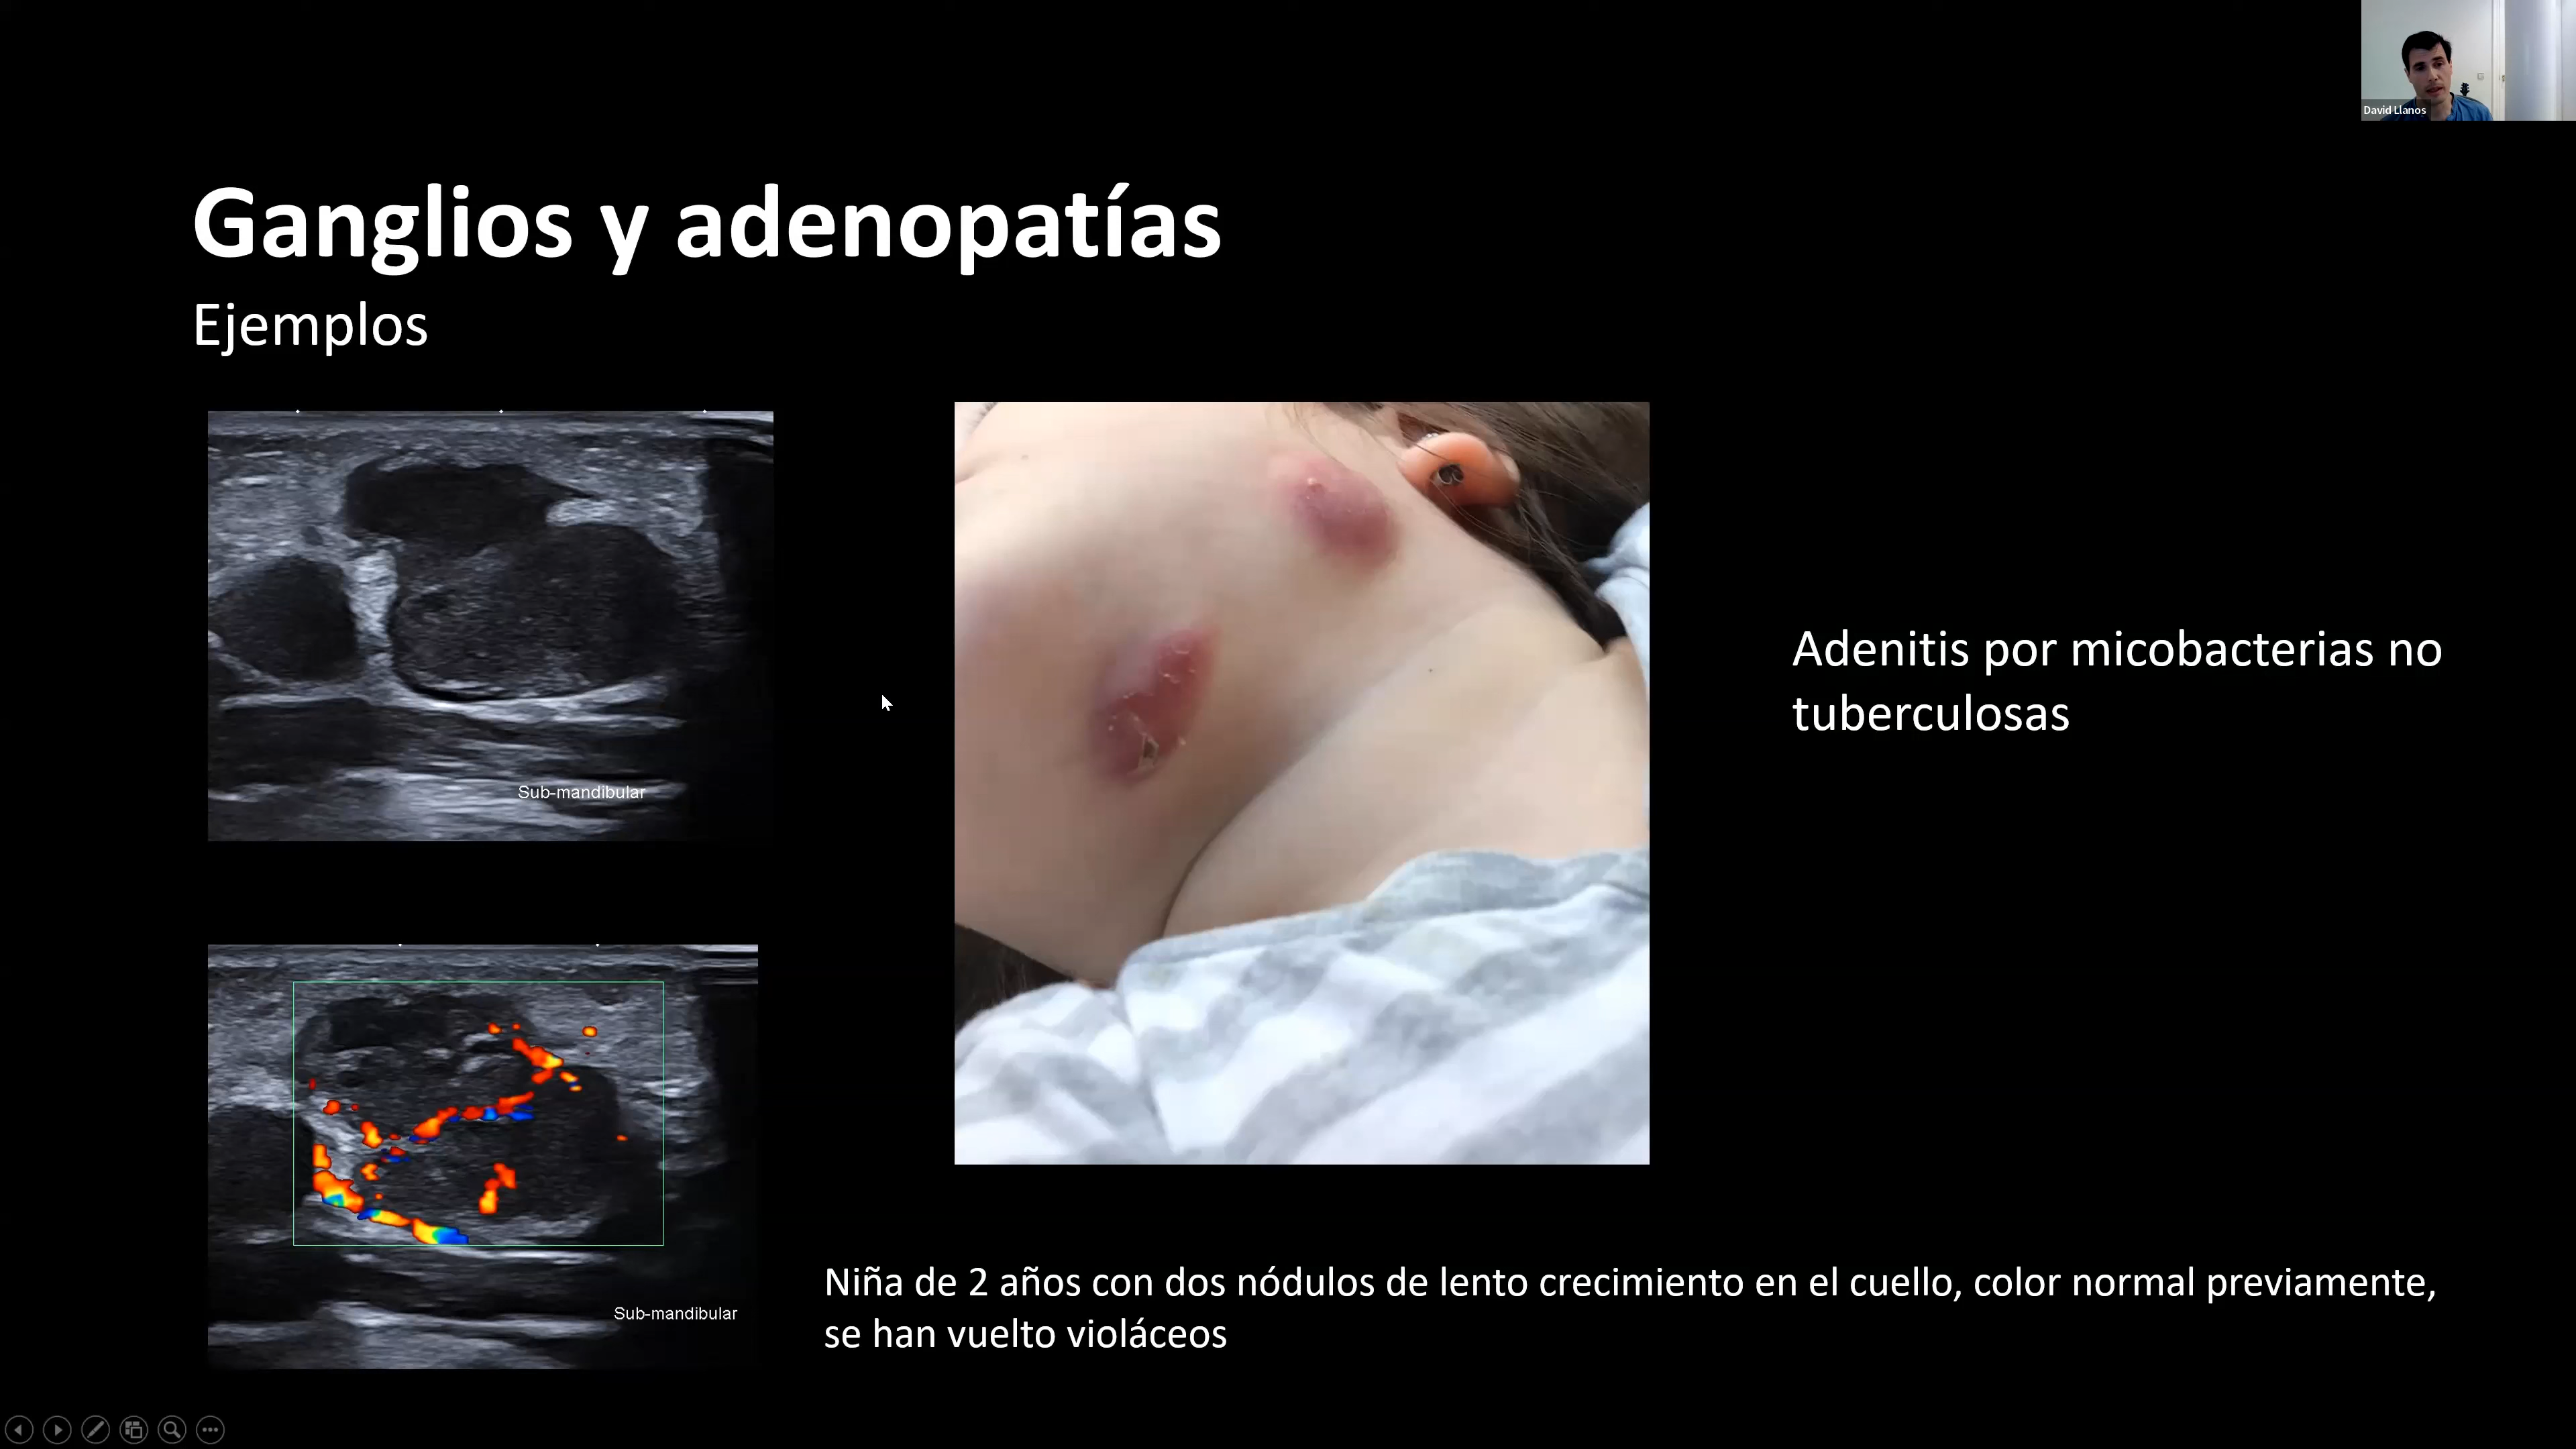 David Llanos
Ganglios y adenopatías
Ejemplos
Sub-mandibular
Adenitis por micobacterias no
tuberculosas
Sub-mandibular
Niña de 2 años con dos nódulos de lento crecimiento en el cuello, color normal previamente,
se han vuelto violáceos